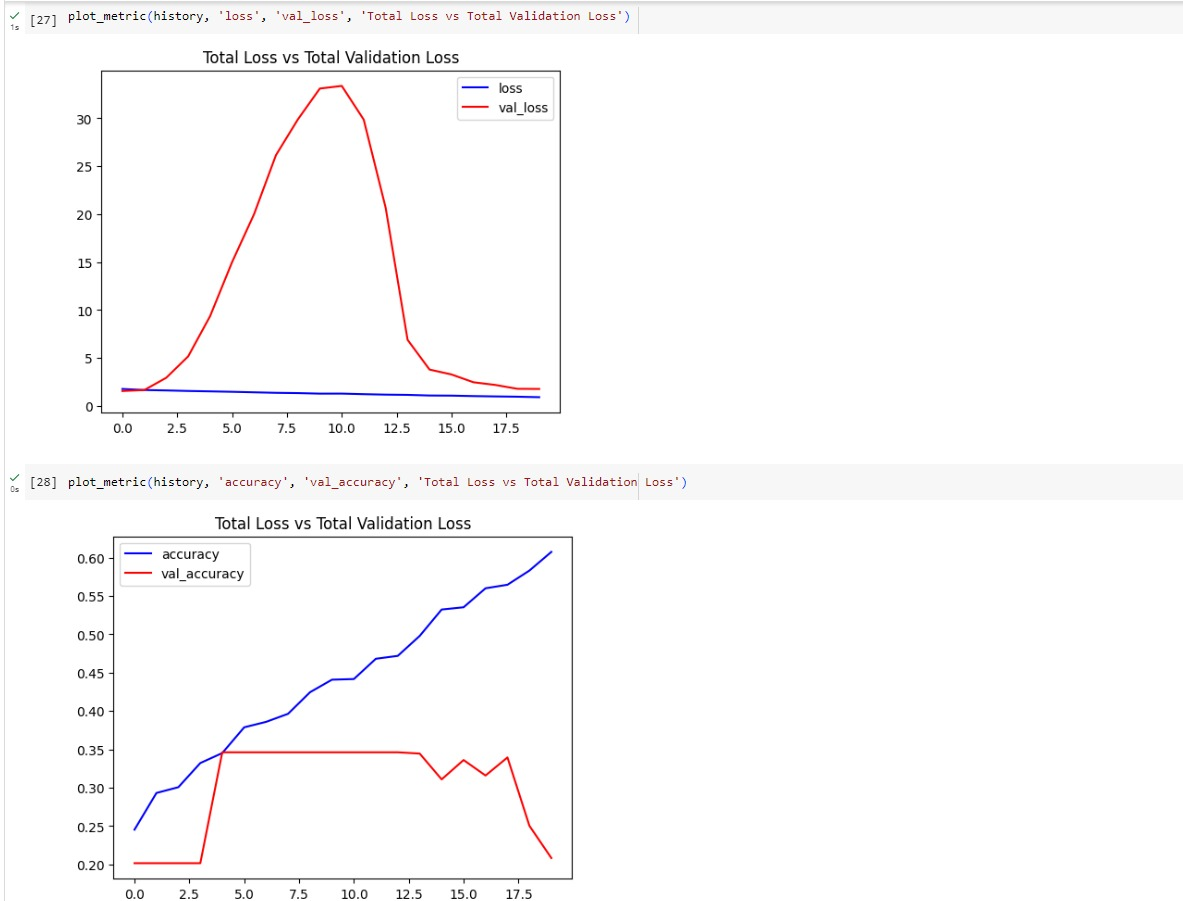 [27] plot_metric(history, 'loss', 'val_loss', 'Total Loss vs Total Validation Loss')
1s
Total Loss vs Total Validation Loss
loss
val_loss
30
25
20
15
10
5
0
0.0 2.5 5.0 7.5 10.0 12.5 15.0 17.5
[28] plot_metric(history, 'accuracy', 'val_accuracy', 'Total Loss vs Total Validation Loss')
0s
Total Loss vs Total Validation Loss
accuracy
val_accuracy
0.60
0.55
0.50
0.45
0.40
0.35
0.30
0.25
0.20
0.0 2.5 5.0 7.5 10.0 12.5 15.0 17.5